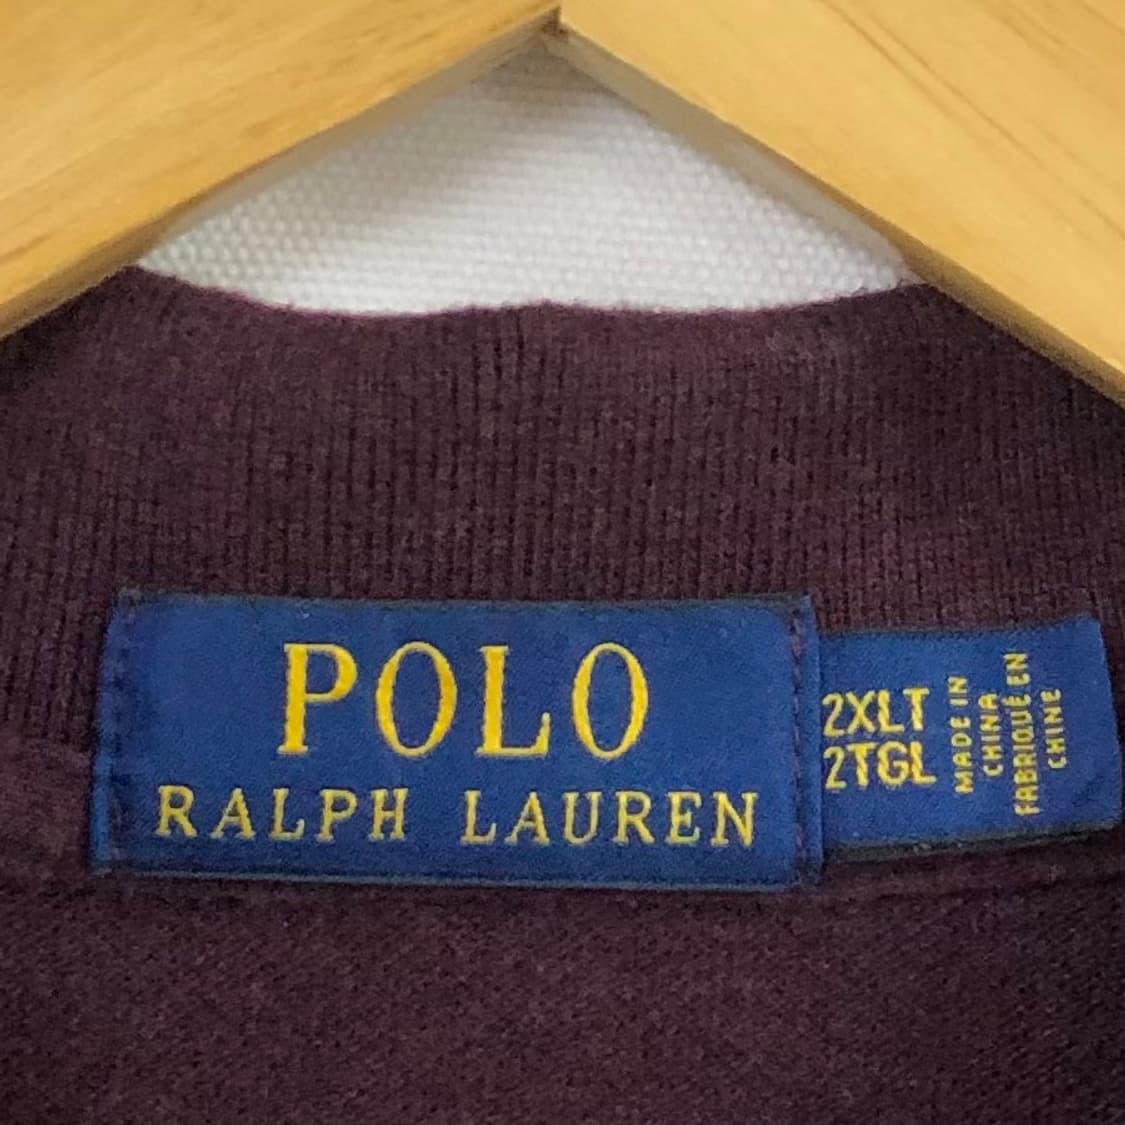 POLO
RALPH LAUREN
2XLT
2TGL
MADE IN
CHINA
FABRIQUÉ EN
CHINE